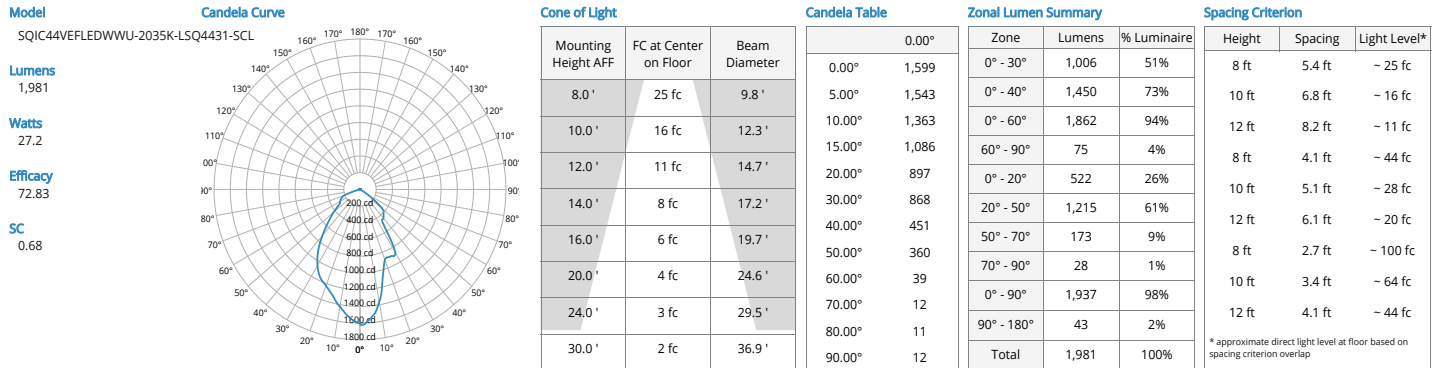 Model
SQIC44VEFLEDWWU-2035K-LSQ4431-SCL
Lumens
1,981
Watts
27.2
Efficacy
72.83
SC
0.68
Candela Curve
160° 170° 180° 170° 160°
150° 150°
140° 140°
130° 130°
120° 120°
110° 110°
00° 10'
90° 90'
80° 80°
70° 70°
60° 60°
50° 50°
40° 40°
30° 30°
20° 10° 0° 10° 20°
200 cd
400 cd
600 cd
800 cd
1000 cd
1200 cd
1400 cd
1600 cd
1800 cd
Cone of Light
Mounting Height AFF FC at Center on Floor Beam Diameter
8.0 ' 25 fc 9.8 '
10.0 ' 16 fc 12.3 '
12.0 ' 11 fc 14.7 '
14.0 ' 8 fc 17.2 '
16.0 ' 6 fc 19.7 '
20.0 ' 4 fc 24.6 '
24.0 ' 3 fc 29.5 '
30.0 ' 2 fc 36.9 '
Candela Table
0.00°
0.00° 1,599
5.00° 1,543
10.00° 1,363
15.00° 1,086
20.00° 897
30.00° 868
40.00° 451
50.00° 360
60.00° 39
70.00° 12
80.00° 11
90.00° 12
Zonal Lumen Summary
Zone Lumens % Luminaire
0° - 30° 1,006 51%
0° - 40° 1,450 73%
0° - 60° 1,862 94%
60° - 90° 75 4%
0° - 20° 522 26%
20° - 50° 1,215 61%
50° - 70° 173 9%
70° - 90° 28 1%
0° - 90° 1,937 98%
90° - 180° 43 2%
Total 1,981 100%
Spacing Criterion
Height Spacing Light Level*
8 ft 5.4 ft ~ 25 fc
10 ft 6.8 ft ~ 16 fc
12 ft 8.2 ft ~ 11 fc
8 ft 4.1 ft ~ 44 fc
10 ft 5.1 ft ~ 28 fc
12 ft 6.1 ft ~ 20 fc
8 ft 2.7 ft ~ 100 fc
10 ft 3.4 ft ~ 64 fc
12 ft 4.1 ft ~ 44 fc
* approximate direct light level at floor based on
spacing criterion overlap